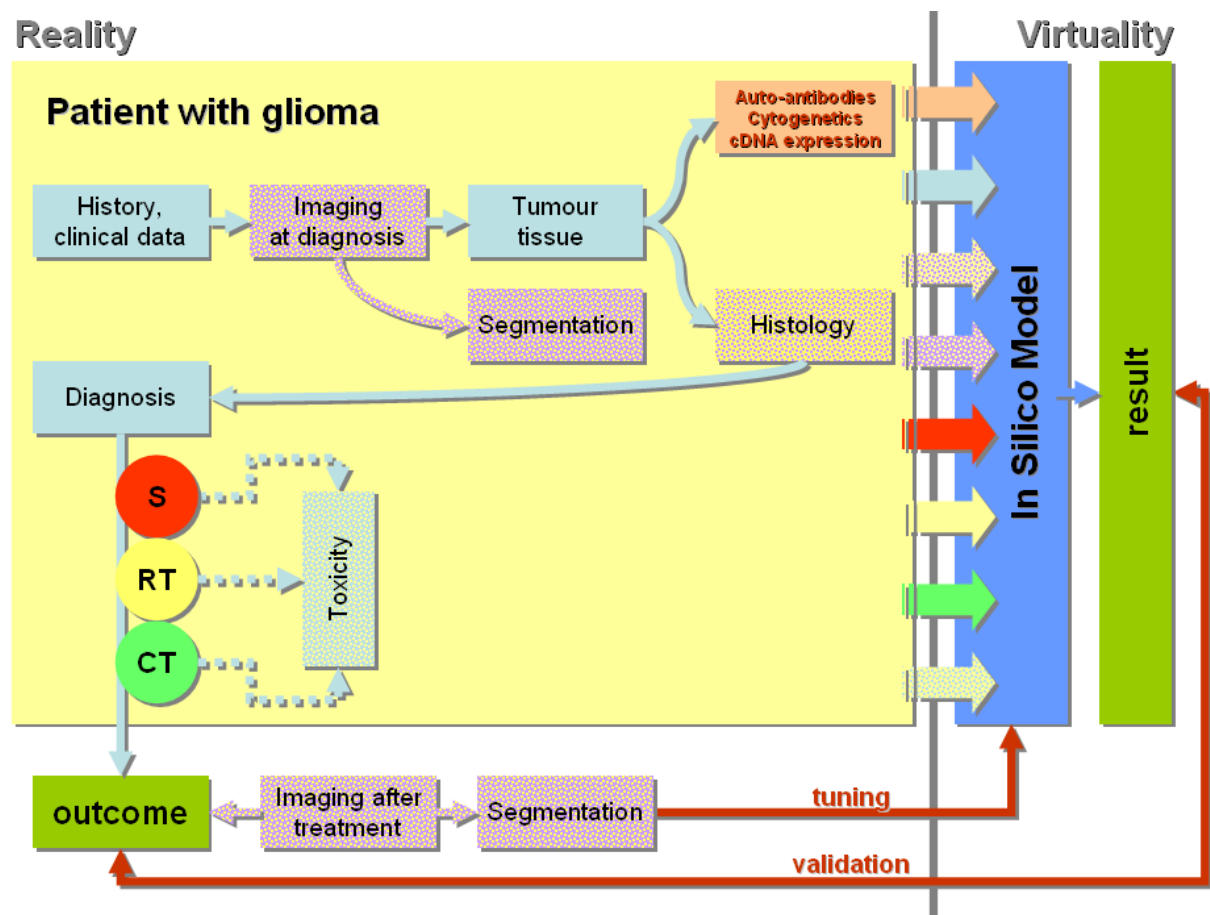 Reality
Virtuality
Patient with glioma
Auto-antibodies
Cytogenetics
cDNA expression
History,
clinical data
Imaging
at diagnosis
Tumour
tissue
Segmentation
Histology
Diagnosis
S
RT
CT
Toxicity
In Silico Model
result
outcome
Imaging after
treatment
Segmentation
tuning
validation